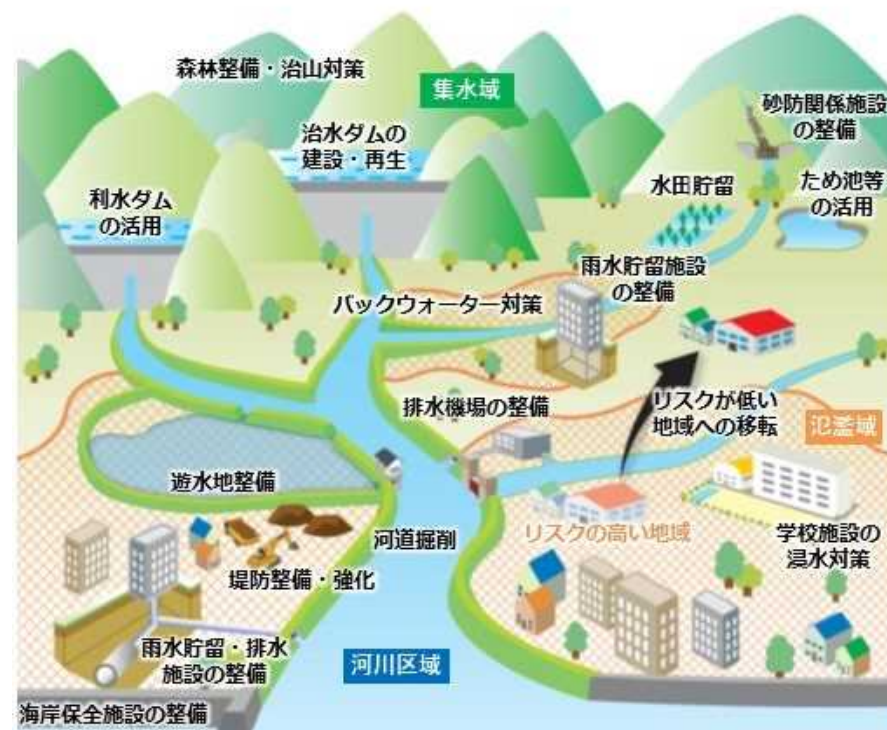 森林整備・治山対策
集水域
砂防関係施設
の整備
治水ダムの
建設・再生
水田貯留
ため池等
の活用
利水ダム
の活用
雨水貯留施設
の整備
バックウォーター対策
排水機場の整備
リスクが低い
地域への移転
氾濫域
遊水地整備
河道掘削
リスクの高い地域
学校施設の
浸水対策
堤防整備・強化
雨水貯留・排水
施設の整備
河川区域
海岸保全施設の整備